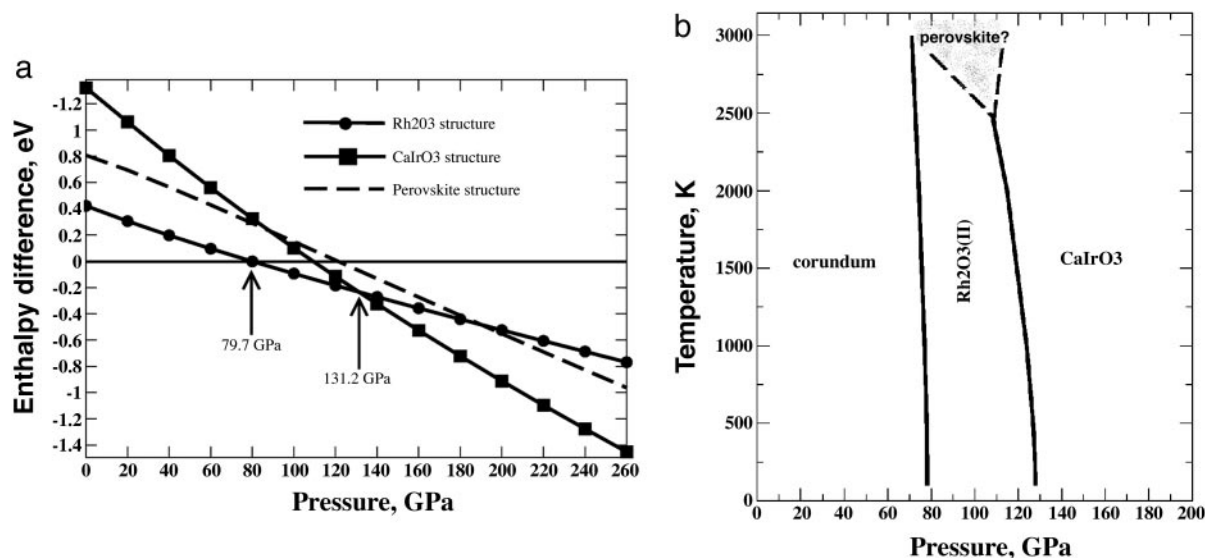 a
Enthalpy difference, eV
-1.2
1
0.8
0.6
0.4
0.2
0
-0.2
-0.4
-0.6
-0.8
-1
-1.2
-1.4
Rh203 structure
CaIrO3 structure
Perovskite structure
79.7 GPa
131.2 GPa
0 20 40 60 80 100 120 140 160 180 200 220 240 260
Pressure, GPa
b
Temperature, K
3000
2500
2000
1500
1000
500
0
perovskite?
corundum
Rh2O3(II)
CaIrO3
0 20 40 60 80 100 120 140 160 180 200
Pressure, GPa